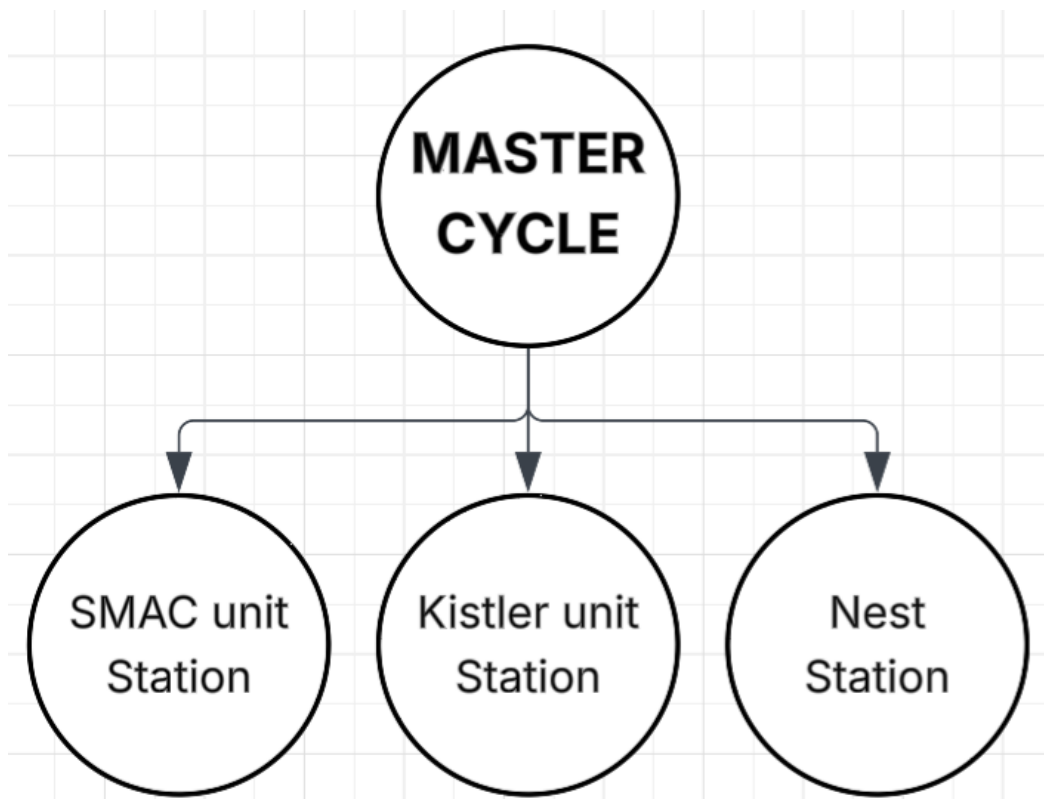 MASTER
CYCLE
SMAC unit
Station
Kistler unit
Station
Nest
Station